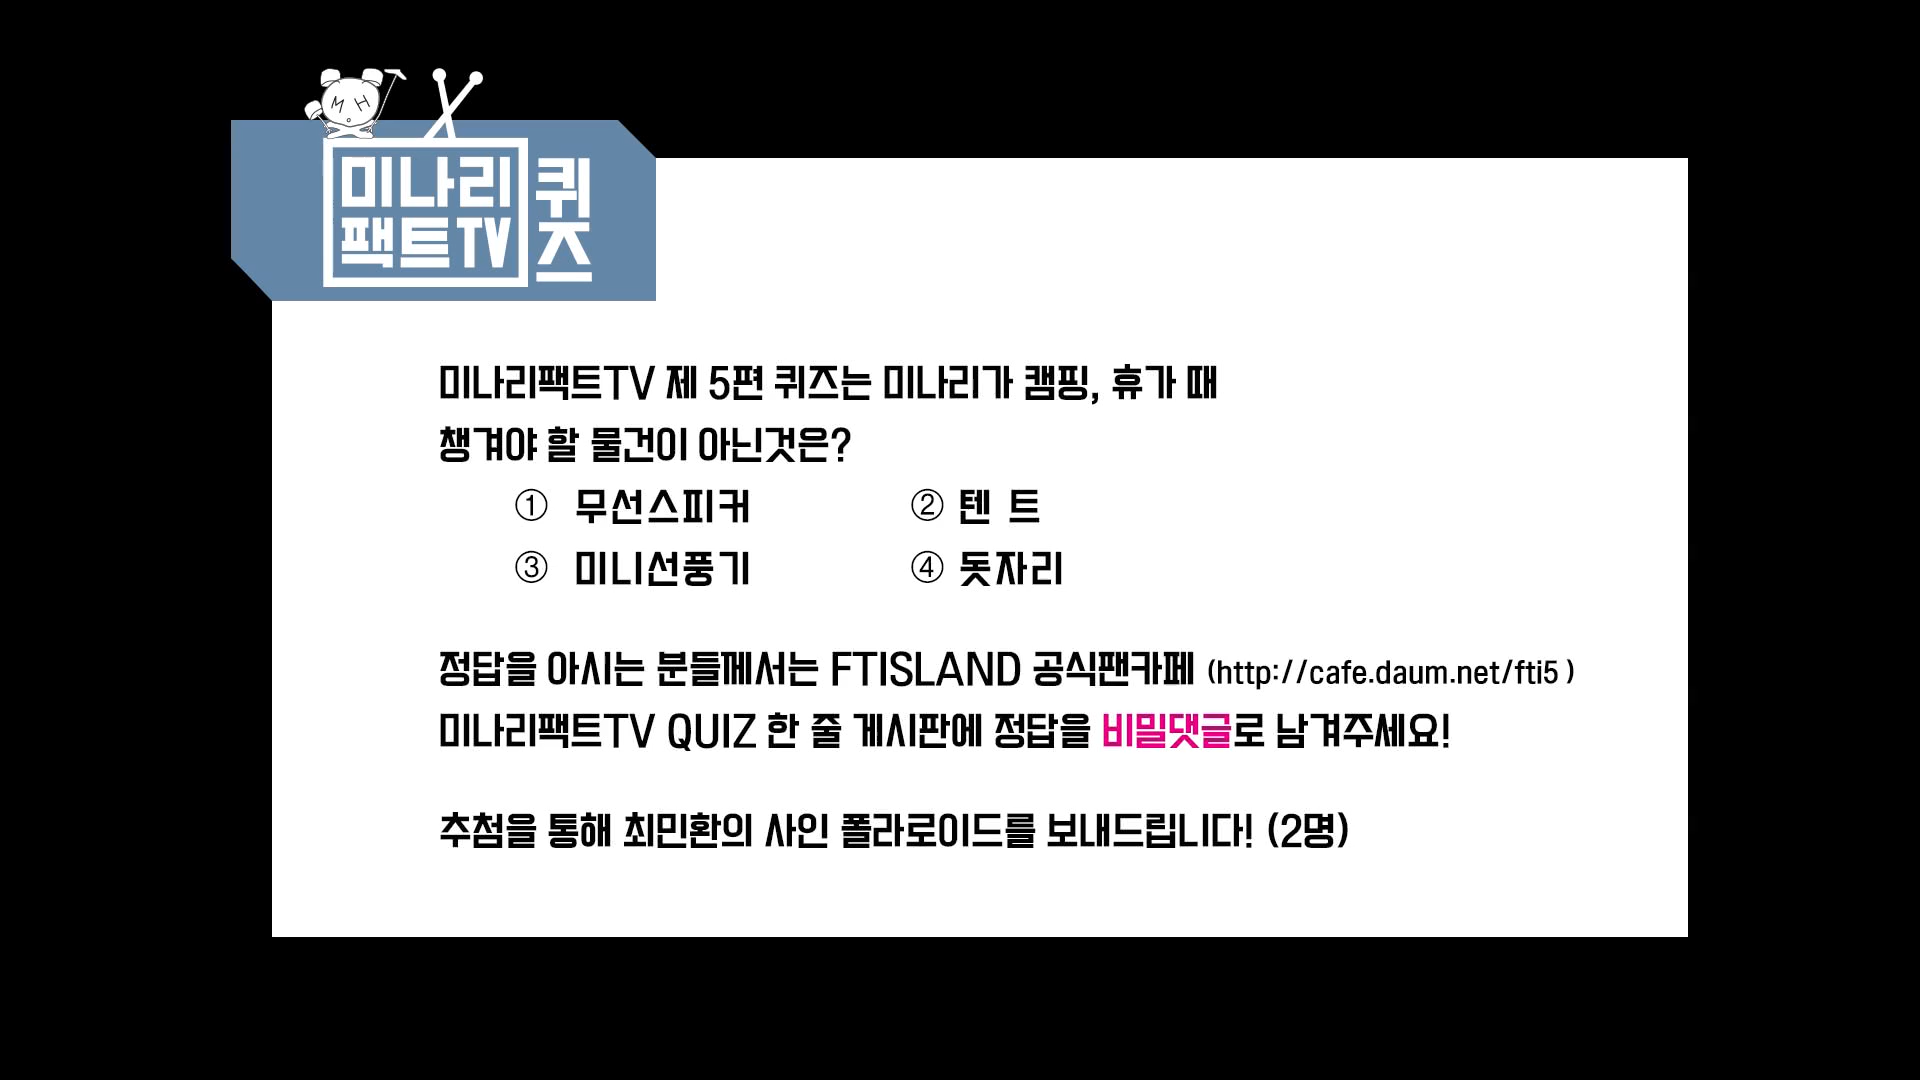 M H
미나리
팩트TV
퀴즈
미나리팩트TV 제 5편 퀴즈는 미나리가 캠핑, 휴가 때
챙겨야 할 물건이 아닌것은?
① 무선스피커 ② 텐 트
③ 미니선풍기 ④ 돗자리
정답을 아시는 분들께서는 FTISLAND 공식팬카페 (http://cafe.daum.net/fti5 )
미나리팩트TV QUIZ 한 줄 게시판에 정답을 비밀댓글로 남겨주세요!
추첨을 통해 최민환의 사인 폴라로이드를 보내드립니다! (2명)